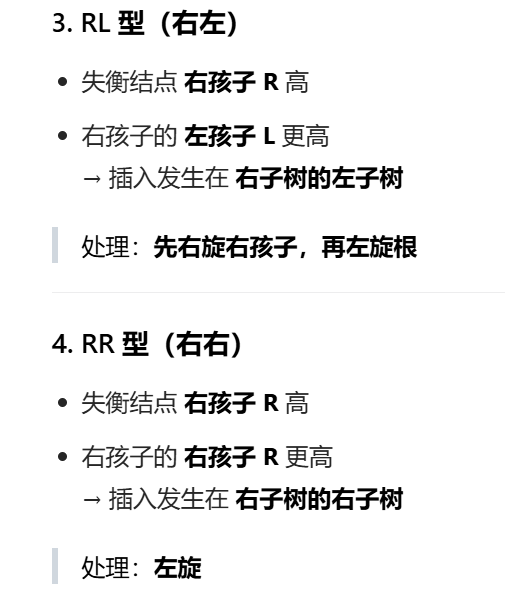 3. RL 型（右左）
• 失衡结点 右孩子 R 高
• 右孩子的 左孩子 L 更高
→ 插入发生在 右子树的左子树
处理：先右旋右孩子，再左旋根
4. RR 型（右右）
• 失衡结点 右孩子 R 高
• 右孩子的 右孩子 R 更高
→ 插入发生在 右子树的右子树
处理：左旋